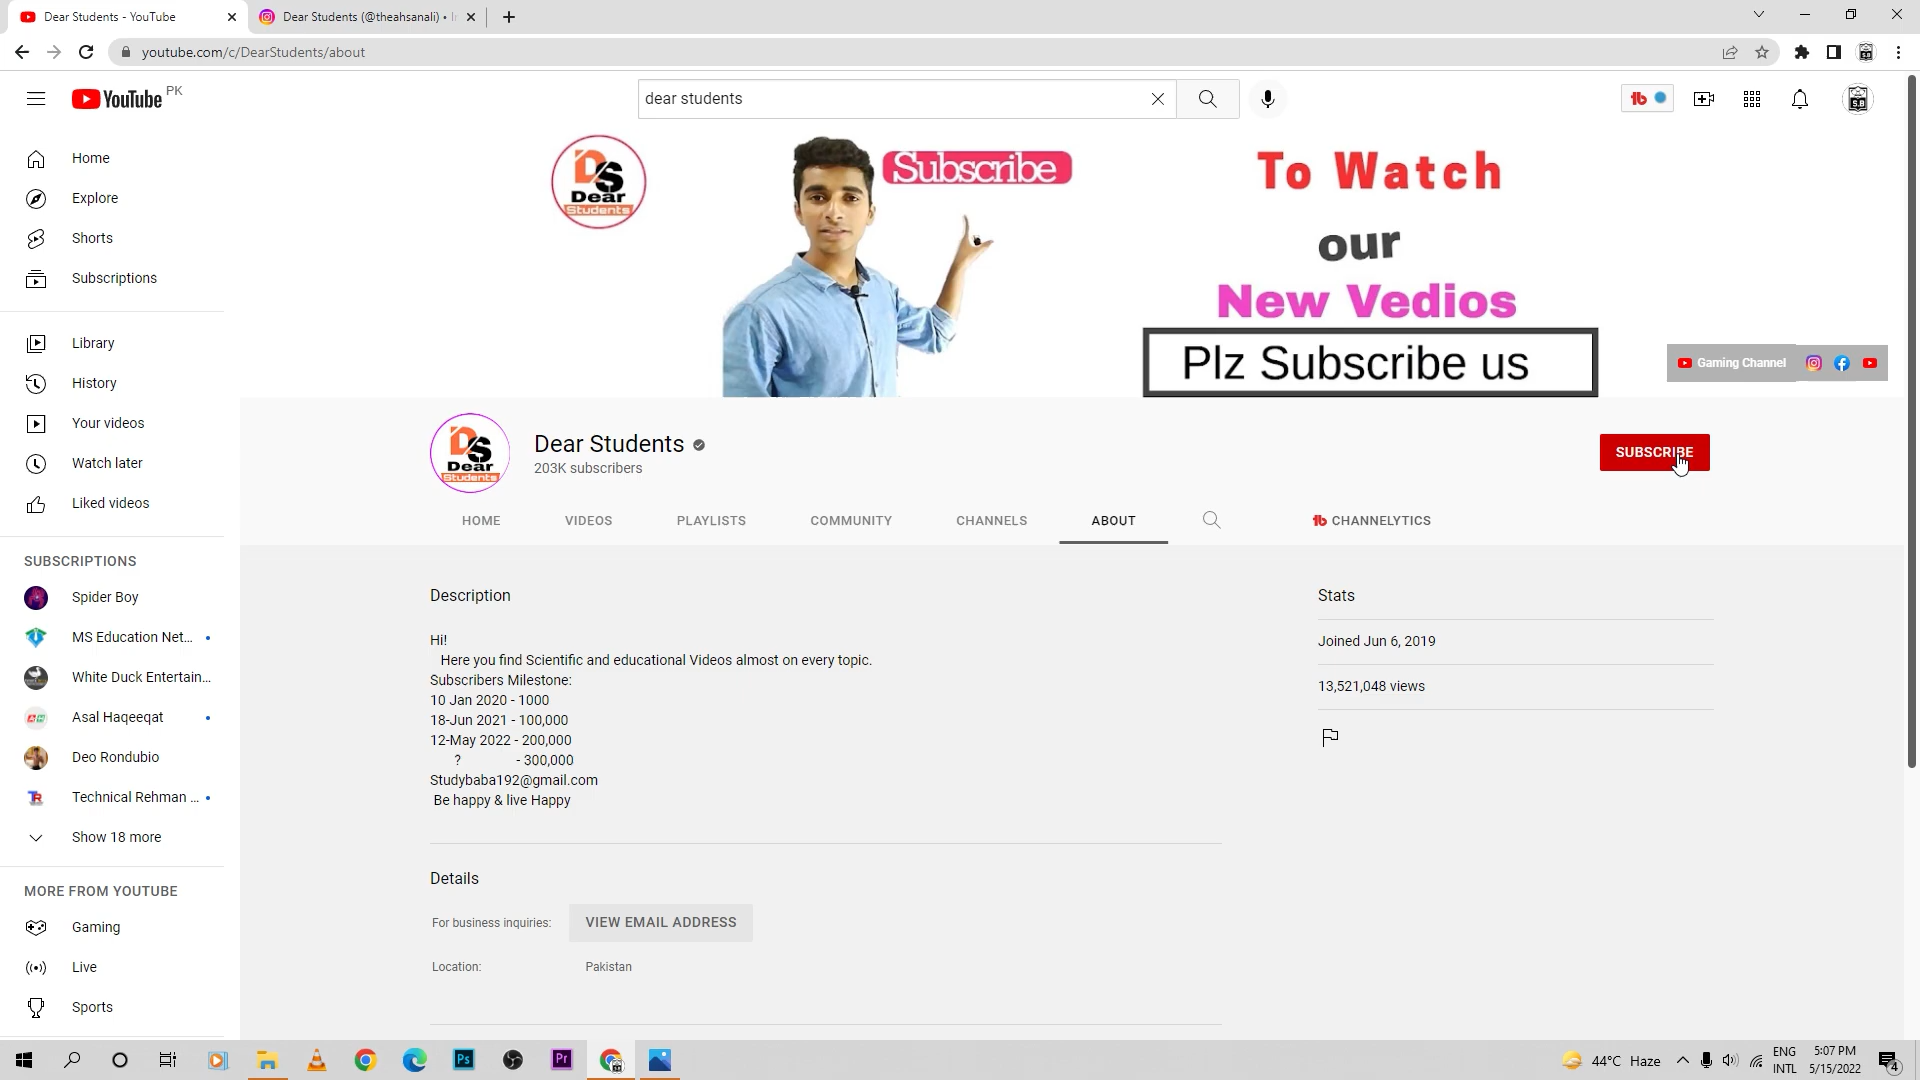 Dear Students - YouTube
Dear Students (@theahsanali) •
youtube.com/c/DearStudents/about
YouTube PK
dear students
Home
Explore
Shorts
Subscriptions
Library
History
Your videos
Watch later
Liked videos
SUBSCRIPTIONS
Spider Boy
MS Education Net...
White Duck Entertain...
Asal Haqeeqat
Deo Rondubio
Technical Rehman ...
Show 18 more
MORE FROM YOUTUBE
Gaming
Live
Sports
DS
Dear
Students
Subscribe
To Watch
our
New Vedios
Plz Subscribe us
Gaming Channel
DS
Dear
Students
Dear Students
203K subscribers
SUBSCRIBE
HOME
VIDEOS
PLAYLISTS
COMMUNITY
CHANNELS
ABOUT
CHANNELYTICS
Description
Hi!
Here you find Scientific and educational Videos almost on every topic.
Subscribers Milestone:
10 Jan 2020 - 1000
18-Jun 2021 - 100,000
12-May 2022 - 200,000
? - 300,000
Studybaba192@gmail.com
Be happy & live Happy
Stats
Joined Jun 6, 2019
13,521,048 views
Details
For business inquiries: VIEW EMAIL ADDRESS
Location: Pakistan
Ps
Pr
44°C Haze
ENG
INTL
5:07 PM
5/15/2022
4